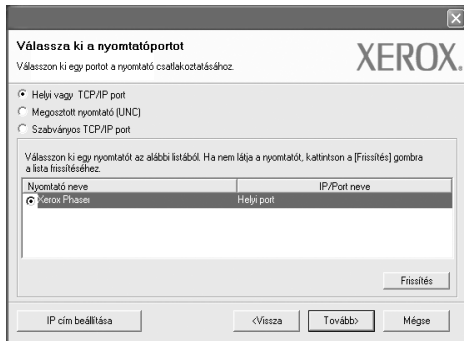 Válassza ki a nyomtatóportot
Válasszon ki egy portot a nyomtató csatlakoztatásához.
XEROX.
Helyi vagy TCP/IP port
Megosztott nyomtató (UNC)
Szabványos TCP/IP port
Válasszon ki egy nyomtatót az alábbi listából. Ha nem látja a nyomtatót, kattintson a [Frissítés] gombra
a lista frissítéséhez.
Nyomtató neve IP/Port neve
Xerox Phaser Helyi port
Frissítés
IP cím beállítása <Vissza Tovább> Mégse